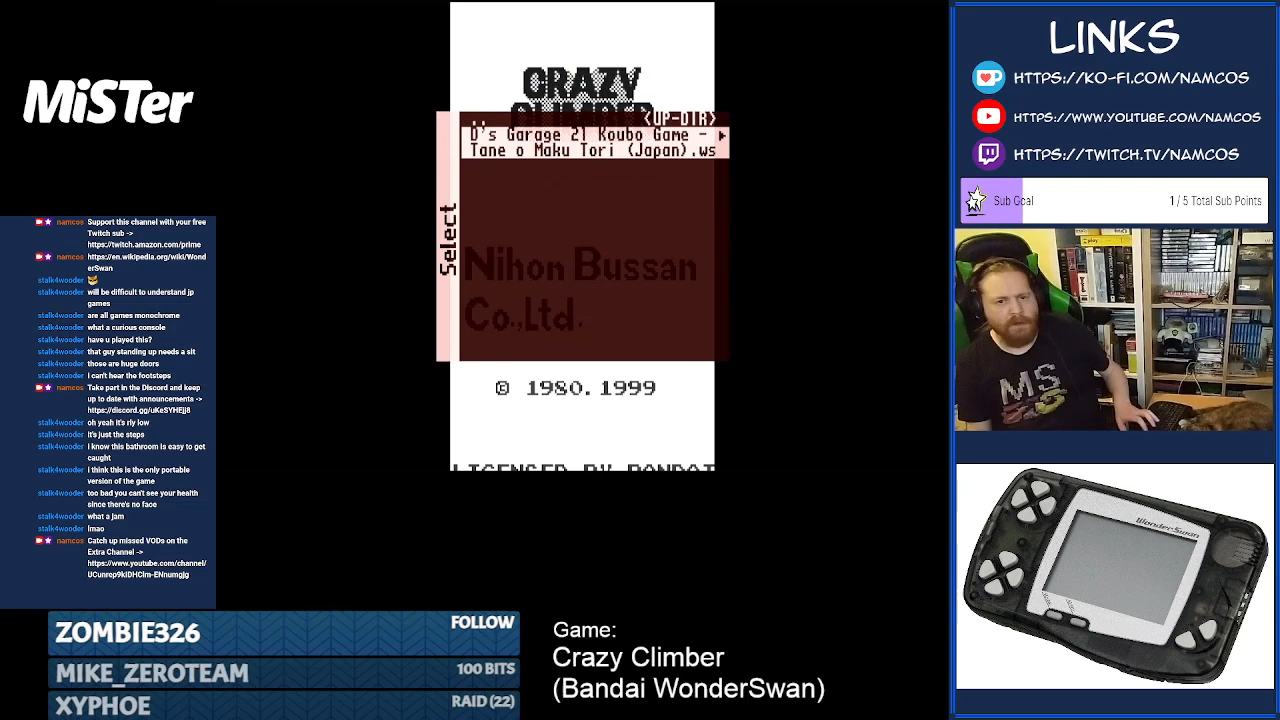 MiSTer
namcos Support this channel with your free
Twitch sub ->
https://twitch.amazon.com/prime
namcos https://en.wikipedia.org/wiki/Wond
erSwan
stalk4wooder
stalk4wooder will be difficult to understand jp
games
stalk4wooder are all games monochrome
stalk4wooder what a curious console
stalk4wooder have u played this?
stalk4wooder that guy standing up needs a sit
stalk4wooder those are huge doors
stalk4wooder i can't hear the footsteps
namcos Take part in the Discord and keep
up to date with announcements ->
https://discord.gg/uKeSYHEjj8
stalk4wooder oh yeah it's rly low
stalk4wooder it's just the steps
stalk4wooder i know this bathroom is easy to get
caught
stalk4wooder I think this is the only portable
version of the game
stalk4wooder too bad you can't see your health
since there's no face
stalk4wooder what a jam
stalk4wooder lmao
namcos Catch up missed VODs on the
Extra Channel ->
https://www.youtube.com/channel/
CRAZY
CLIMBER
.. <UP-DIR>
D's Garage 21 Koubo Game -
Tane o Maku Tori (Japan).ws
Select
Nihon Bussan
Co.,Ltd.
© 1980.1999
LICENSED BY BANDAI
LINKS
HTTPS://KO-FI.COM/NAMCOS
HTTPS://WWW.YOUTUBE.COM/NAMCOS
HTTPS://TWITCH.TV/NAMCOS
Sub Goal 1 / 5 Total Sub Points
MS
WonderSwan
ZOMBIE326 FOLLOW
MIKE_ZEROTEAM 100 BITS
XYPHOE RAID (22)
Game:
Crazy Climber
(Bandai WonderSwan)